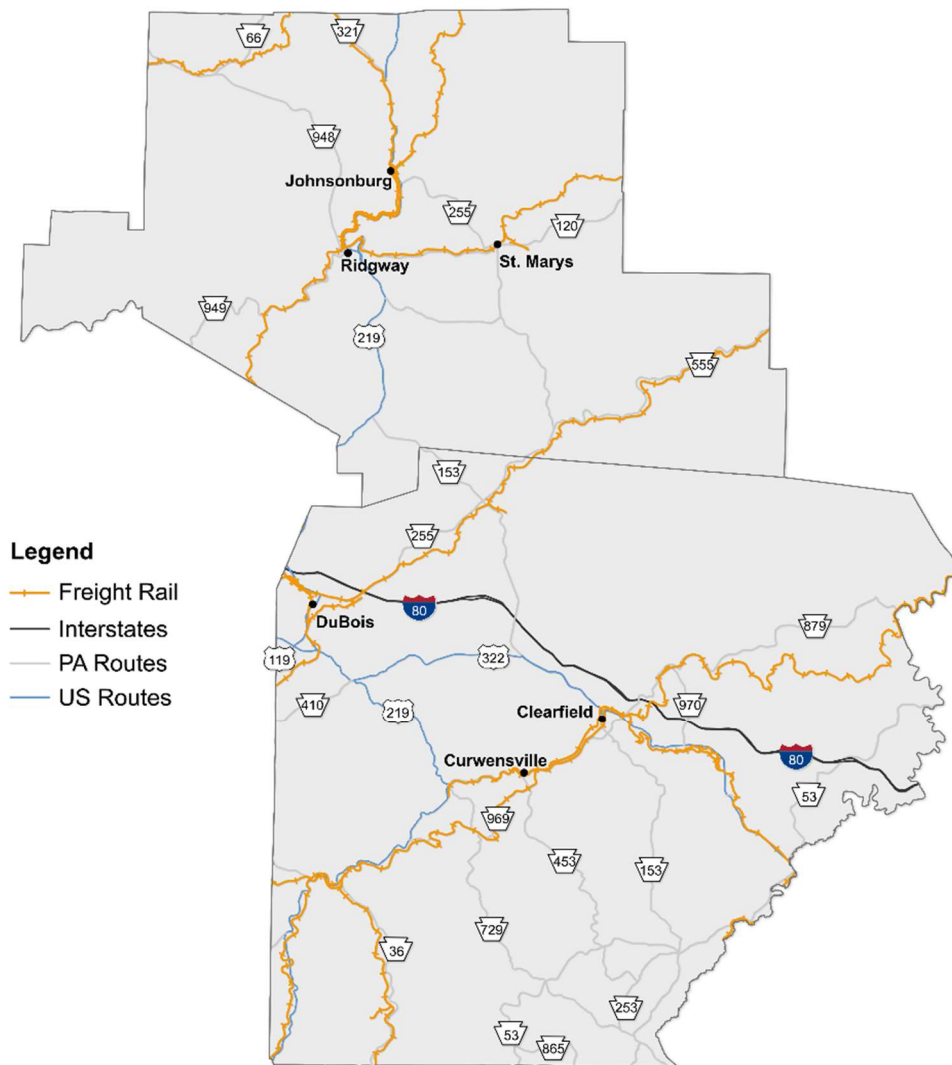 66
321
948
Johnsonburg
255
120
St. Marys
Ridgway
949
219
555
153
255
Legend
Freight Rail
Interstates
PA Routes
US Routes
DuBois
80
879
119
322
410
219
970
Clearfield
Curwensville
80
53
969
453
153
729
36
253
53
865